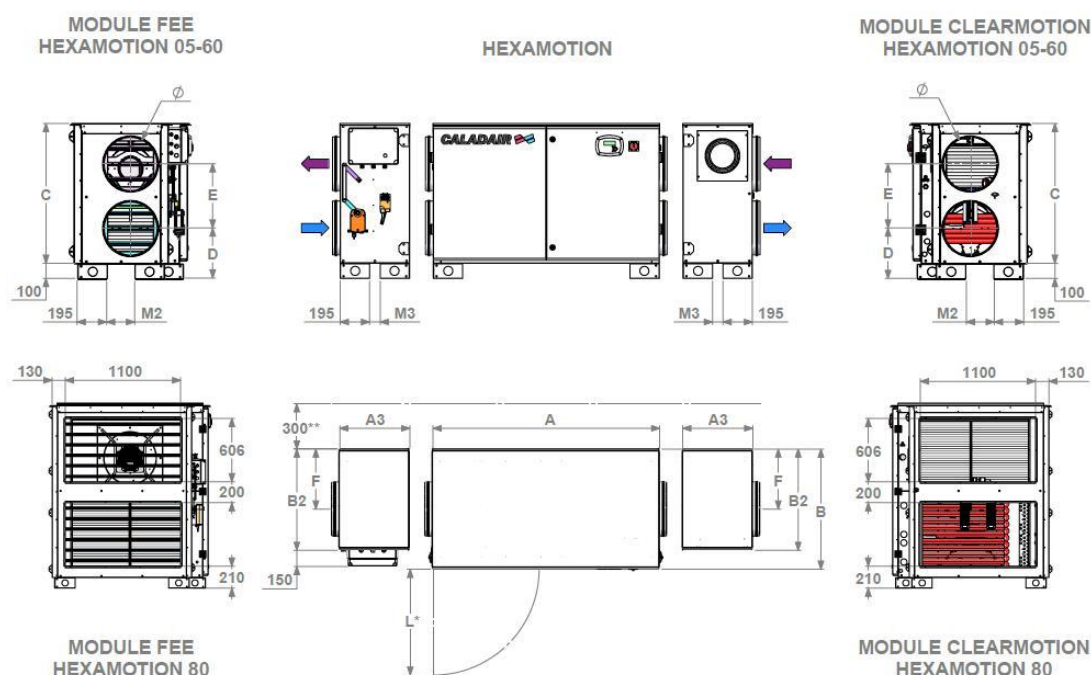 MODULE FEE
HEXAMOTION 05-60
HEXAMOTION
MODULE CLEARMOTION
HEXAMOTION 05-60
Ø
Ø
CALADAIR
C
E
D
E
D
C
100
195
M2
195
M3
M3
195
M2
195
100
130
1100
300**
A3
A
A3
1100
130
606
200
210
B2
F
F
B2
B
606
200
210
150
L*
MODULE FEE
HEXAMOTION 80
MODULE CLEARMOTION
HEXAMOTION 80